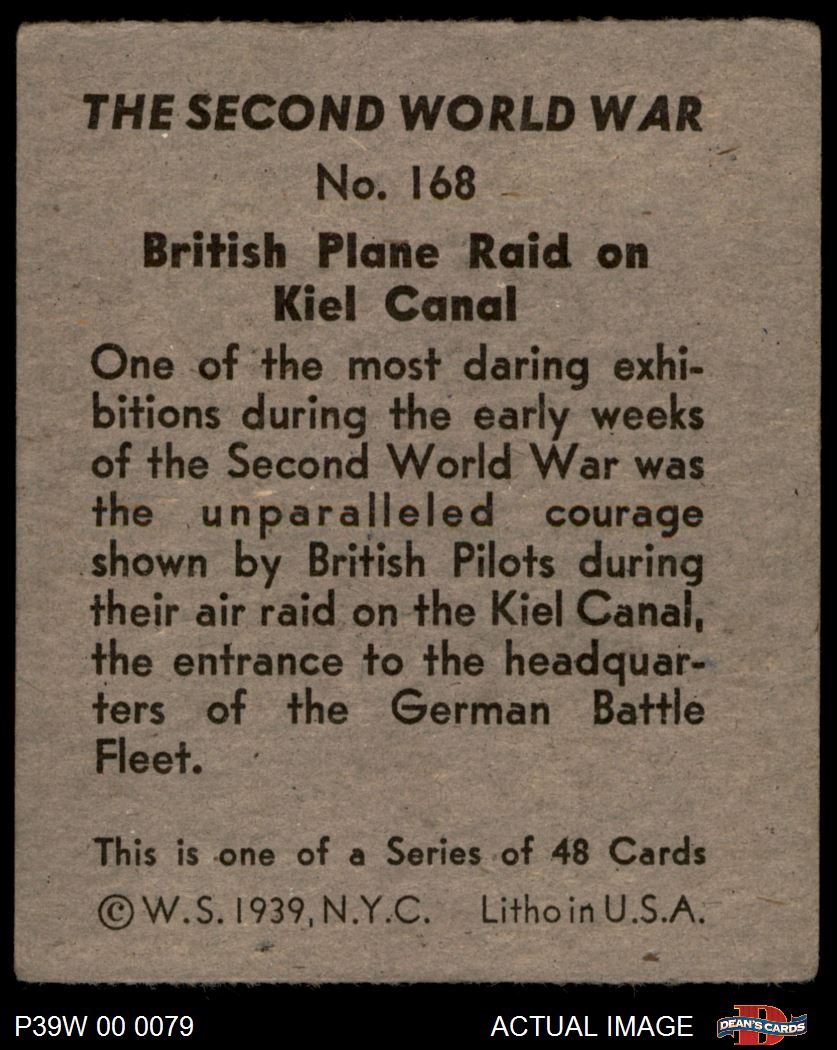 THE SECOND WORLD WAR
No. 168
British Plane Raid on
Kiel Canal
One of the most daring exhi-
bitions during the early weeks
of the Second World War was
the unparalleled courage
shown by British Pilots during
their air raid on the Kiel Canal,
the entrance to the headquar-
ters of the German Battle
Fleet.
This is one of a Series of 48 Cards
©W.S. 1939, N.Y.C. Litho in U.S.A.
P39W 00 0079 ACTUAL IMAGE D DEAN'S CARDS